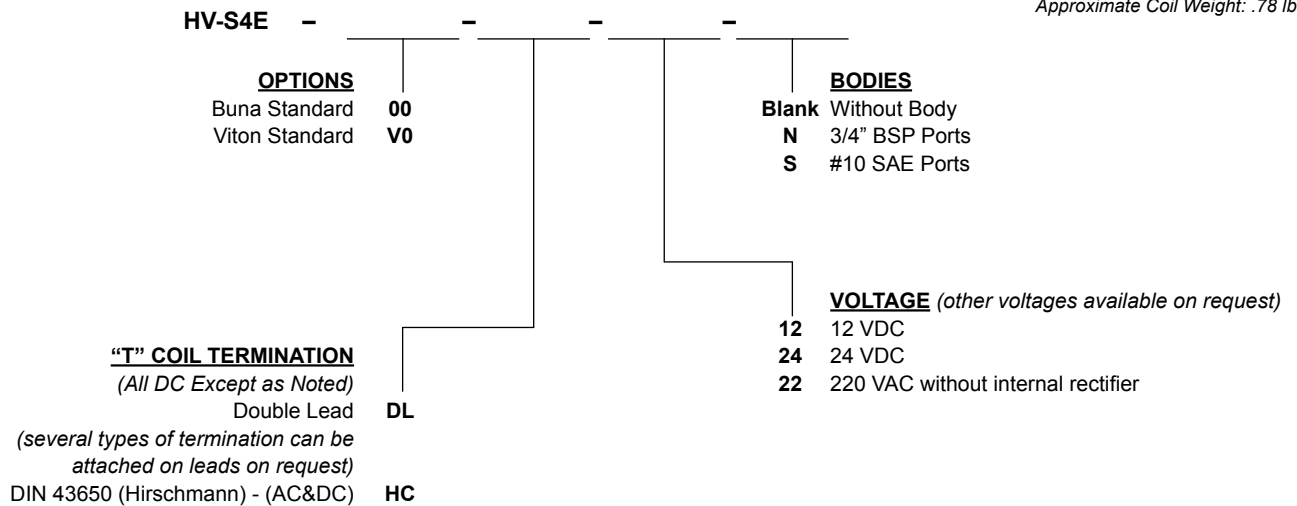 Approximate Coil Weight: .78 lb
HV-S4E – – – –
OPTIONS
Buna Standard 00
Viton Standard V0
BODIES
Blank Without Body
N 3/4” BSP Ports
S #10 SAE Ports
VOLTAGE (other voltages available on request)
12 12 VDC
24 24 VDC
22 220 VAC without internal rectifier
“T” COIL TERMINATION
(All DC Except as Noted)
Double Lead DL
(several types of termination can be
attached on leads on request)
DIN 43650 (Hirschmann) - (AC&DC) HC